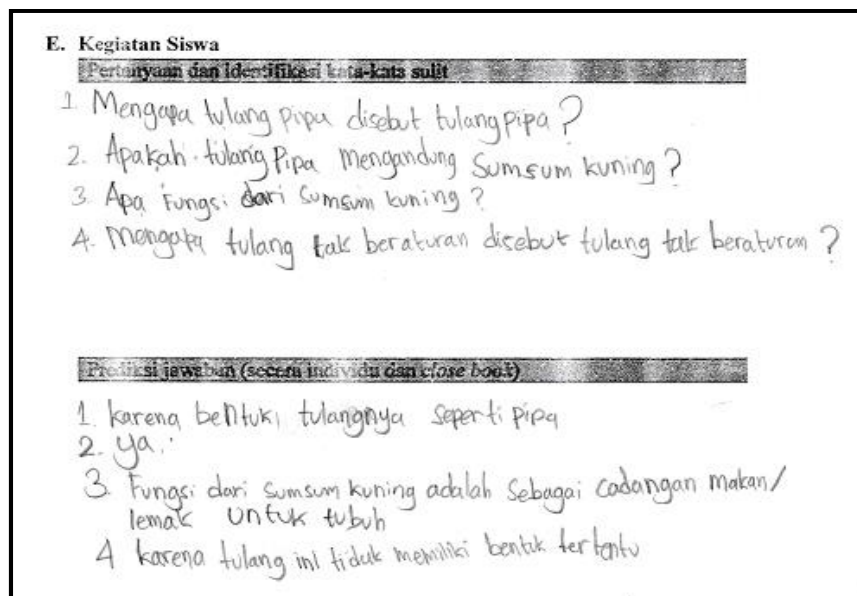 E. Kegiatan Siswa
Pertanyaan dan identifikasi kata-kata sulit
1 Mengapa tulang pipa disebut tulang pipa?
2. Apakah tulang Pipa mengandung Sumsum kuning?
3. Apa Fungsi dari sumsum kuning?
4. Mengapa tulang tak beraturan disebut tulang tak beraturan?
Prediksi jawaban (secara individu dan close book)
1. karena bentuk tulangnya seperti pipa
2. ya.
3. Fungsi dari sumsum kuning adalah sebagai cadangan makan/
lemak untuk tubuh
4 karena tulang ini tidak memiliki bentuk tertentu